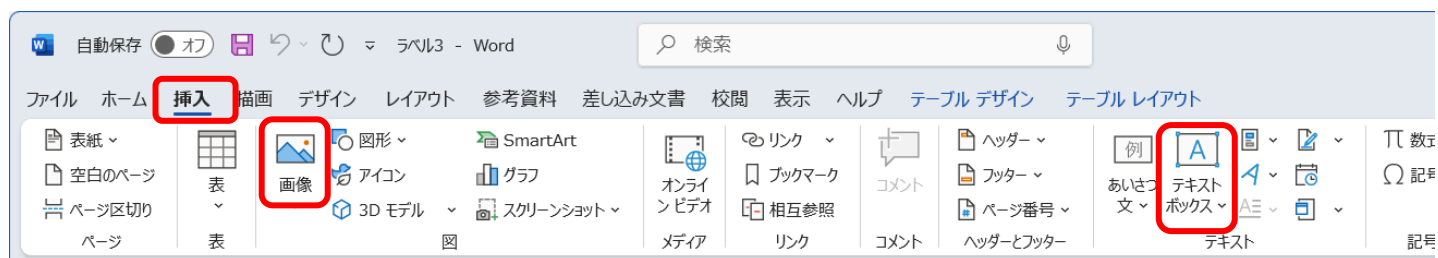 自動保存 オフ ラベル3 - Word 検索
ファイル ホーム 挿入 描画 デザイン レイアウト 参考資料 差し込み文書 校閲 表示 ヘルプ テーブル デザイン テーブル レイアウト
表紙
空白のページ
ページ区切り
ページ
表
表
画像
図形
アイコン
3D モデル
SmartArt
グラフ
スクリーンショット
図
オンライ
ン ビデオ
メディア
リンク
ブックマーク
相互参照
リンク
コメント
コメント
ヘッダー
フッター
ページ番号
ヘッダーとフッター
例
あいさつ
文
A
テキスト
ボックス
テキスト
数式
記号
記号